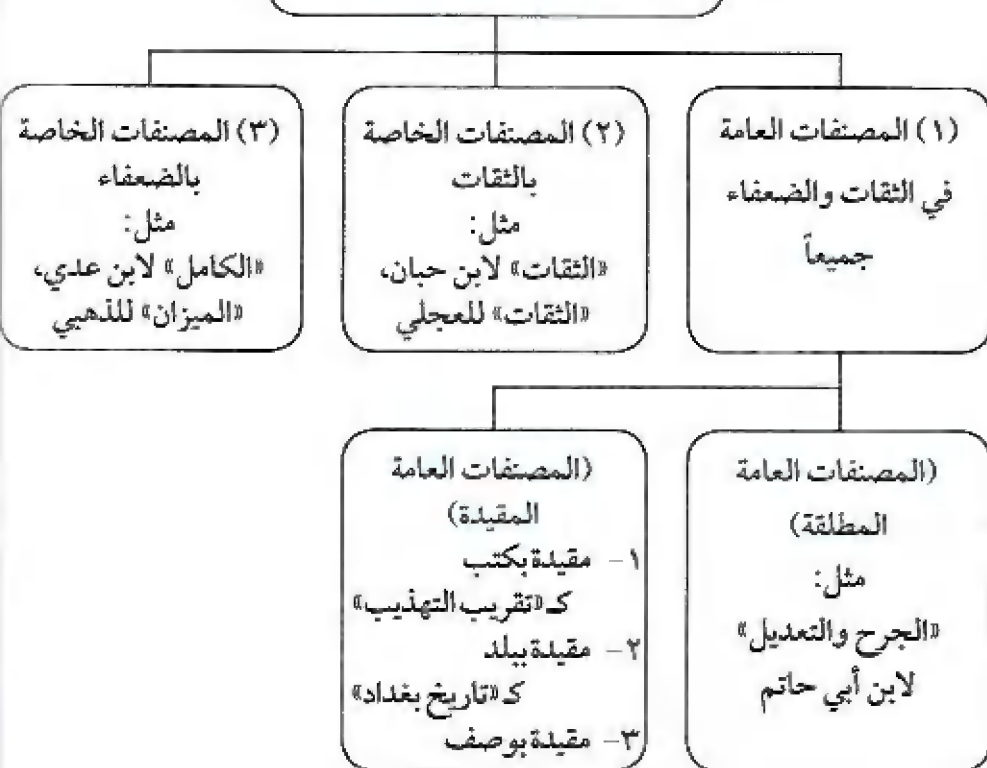 (١) المصنفات العامة
في الثقات والضعفاء
جميعاً
(٢) المصنفات الخاصة
بالثقات
مثل:
«الثقات» لابن حبان،
«الثقات» للعجلي
(٣) المصنفات الخاصة
بالضعفاء
مثل:
«الكامل» لابن عدي،
«الميزان» للذهبي
(المصنفات العامة
المطلقة)
مثل:
«الجرح والتعديل»
لابن أبي حاتم
(المصنفات العامة
المقيدة)
١- مقيدة بكتب
كـ «تقريب التهذيب»
٢- مقيدة ببلد
كـ «تاريخ بغداد»
٣- مقيدة بوصف